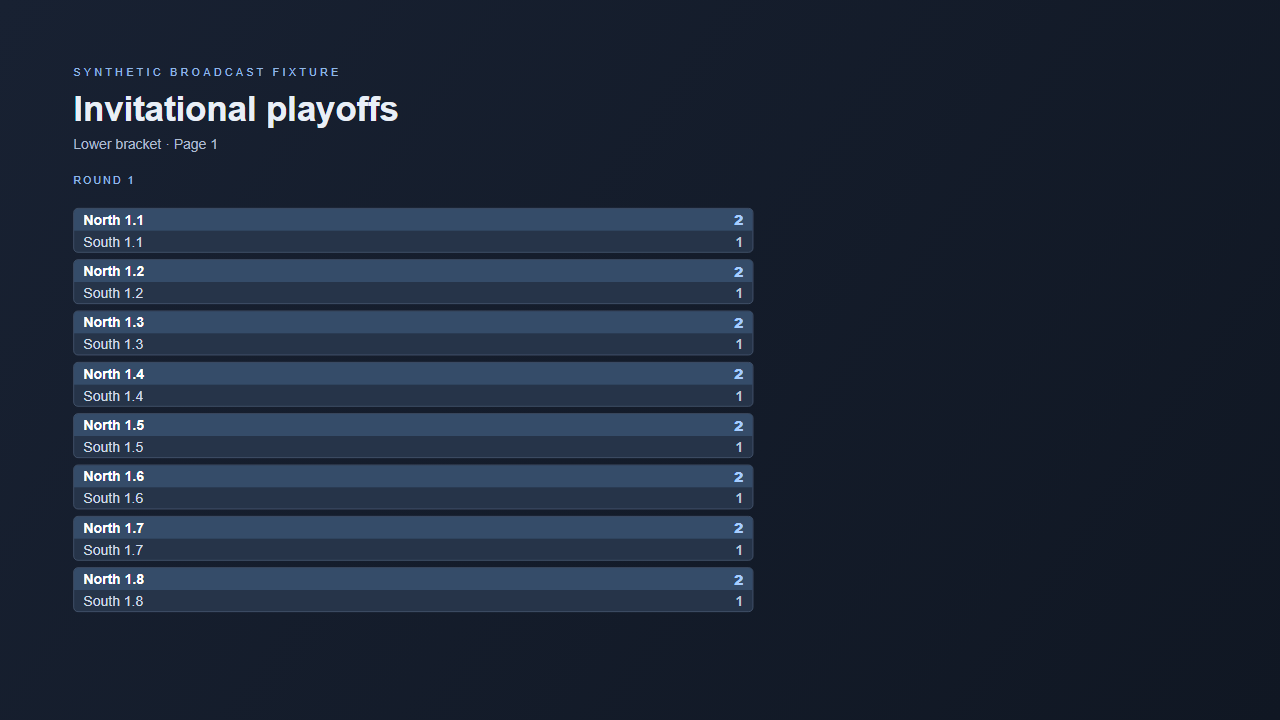 SYNTHETIC BROADCAST FIXTURE
Invitational playoffs
Lower bracket · Page 1
ROUND 1
North 1.1 2
South 1.1 1
North 1.2 2
South 1.2 1
North 1.3 2
South 1.3 1
North 1.4 2
South 1.4 1
North 1.5 2
South 1.5 1
North 1.6 2
South 1.6 1
North 1.7 2
South 1.7 1
North 1.8 2
South 1.8 1